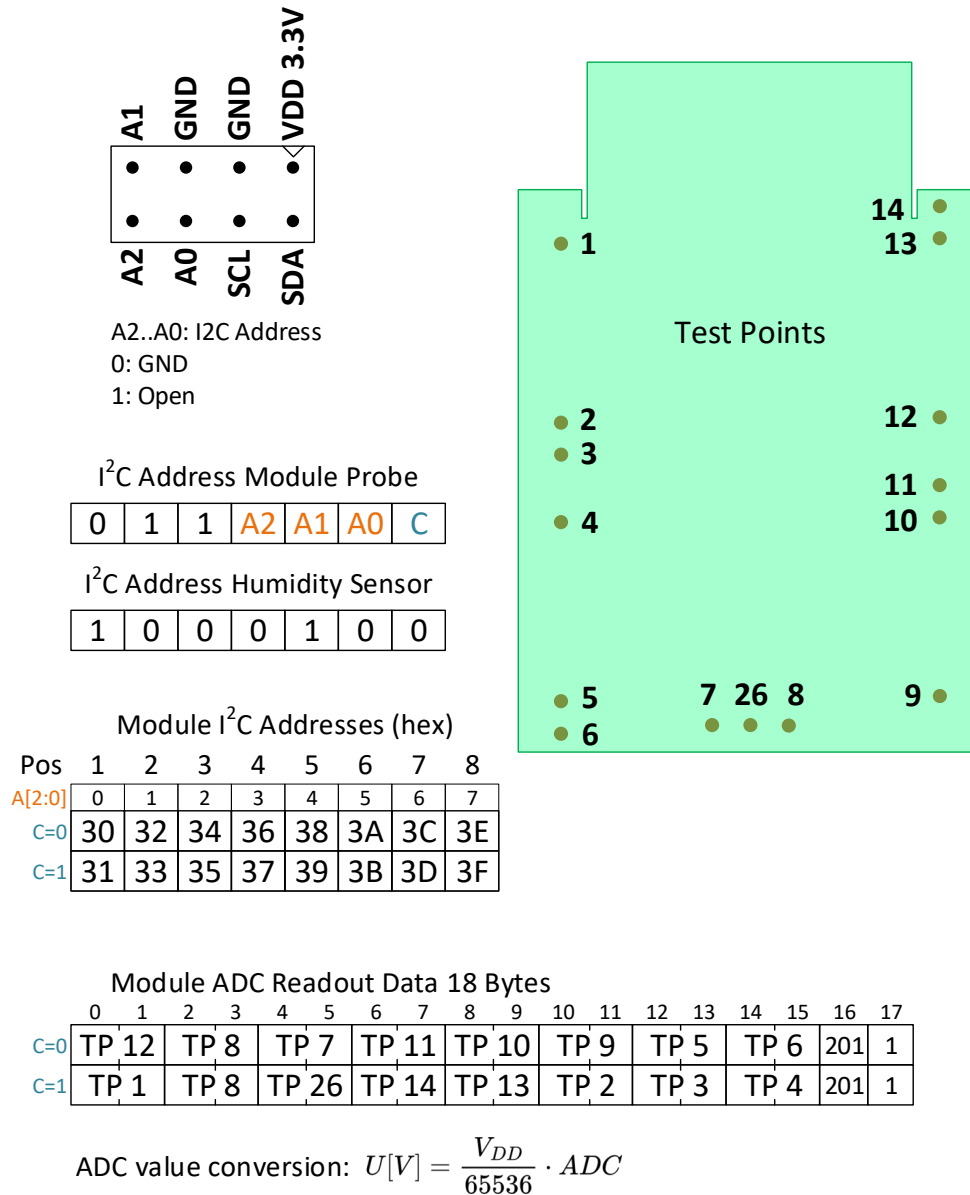 A1 GND GND VDD 3.3V
A2 A0 SCL SDA
A2..A0: I2C Address
0: GND
1: Open
I2C Address Module Probe
0 1 1 A2 A1 A0 C
I2C Address Humidity Sensor
1 0 0 0 1 0 0
Module I2C Addresses (hex)
Pos 1 2 3 4 5 6 7 8
A[2:0] 0 1 2 3 4 5 6 7
C=0 30 32 34 36 38 3A 3C 3E
C=1 31 33 35 37 39 3B 3D 3F
14
1 13
Test Points
2 12
3
11
4 10
5 7 26 8 9
6
Module ADC Readout Data 18 Bytes
0 1 2 3 4 5 6 7 8 9 10 11 12 13 14 15 16 17
C=0 TP 12 TP 8 TP 7 TP 11 TP 10 TP 9 TP 5 TP 6 201 1
C=1 TP 1 TP 8 TP 26 TP 14 TP 13 TP 2 TP 3 TP 4 201 1
ADC value conversion: U[V] = VDD / 65536 · ADC